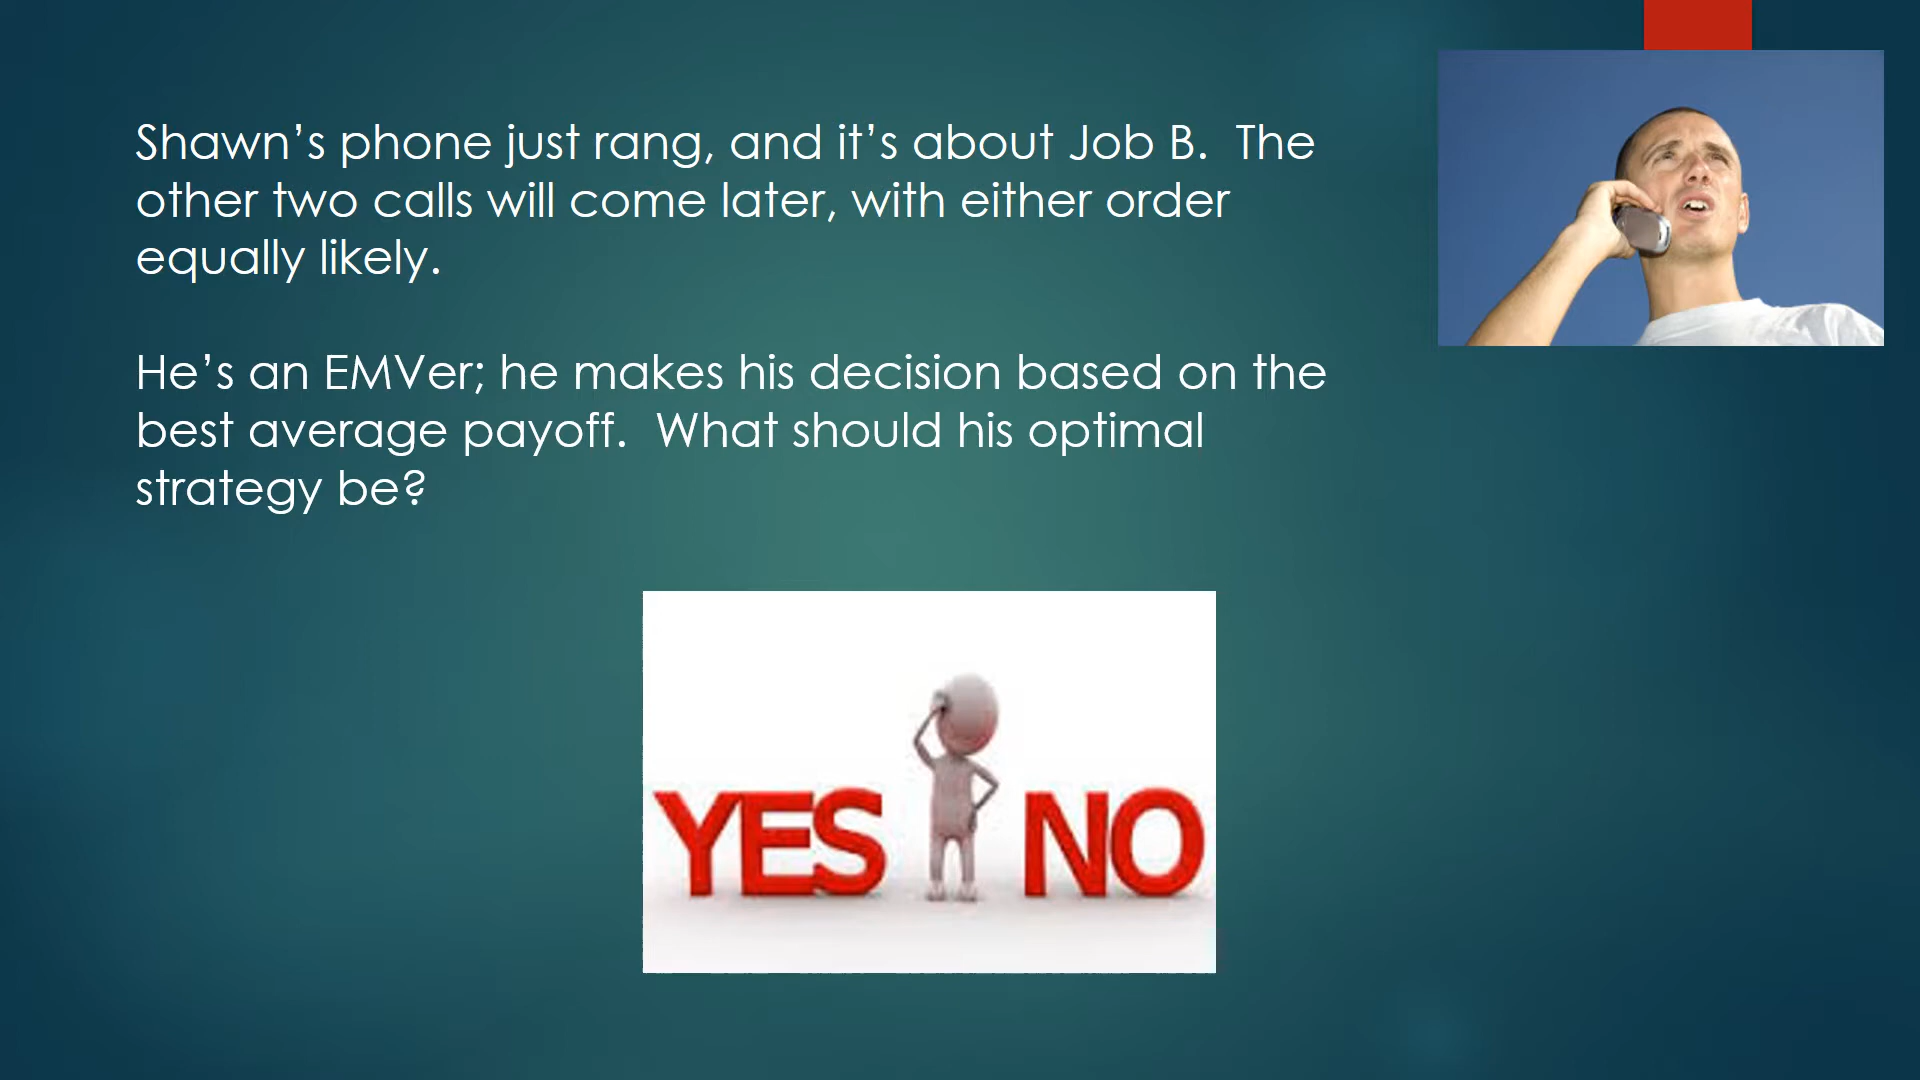 Shawn’s phone just rang, and it’s about Job B.  The
other two calls will come later, with either order
equally likely.
He’s an EMVer; he makes his decision based on the
best average payoff.  What should his optimal
strategy be?
YES NO